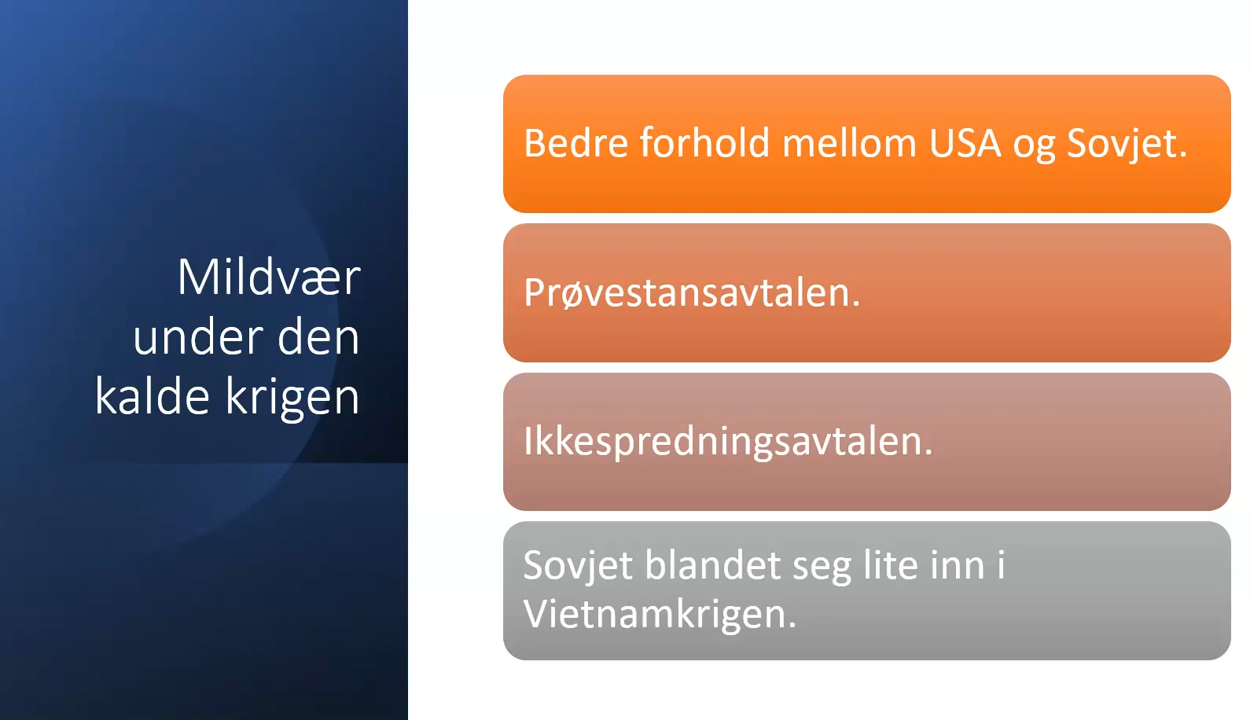 Mildvær
under den
kalde krigen
Bedre forhold mellom USA og Sovjet.
Prøvestansavtalen.
Ikkespredningsavtalen.
Sovjet blandet seg lite inn i
Vietnamkrigen.